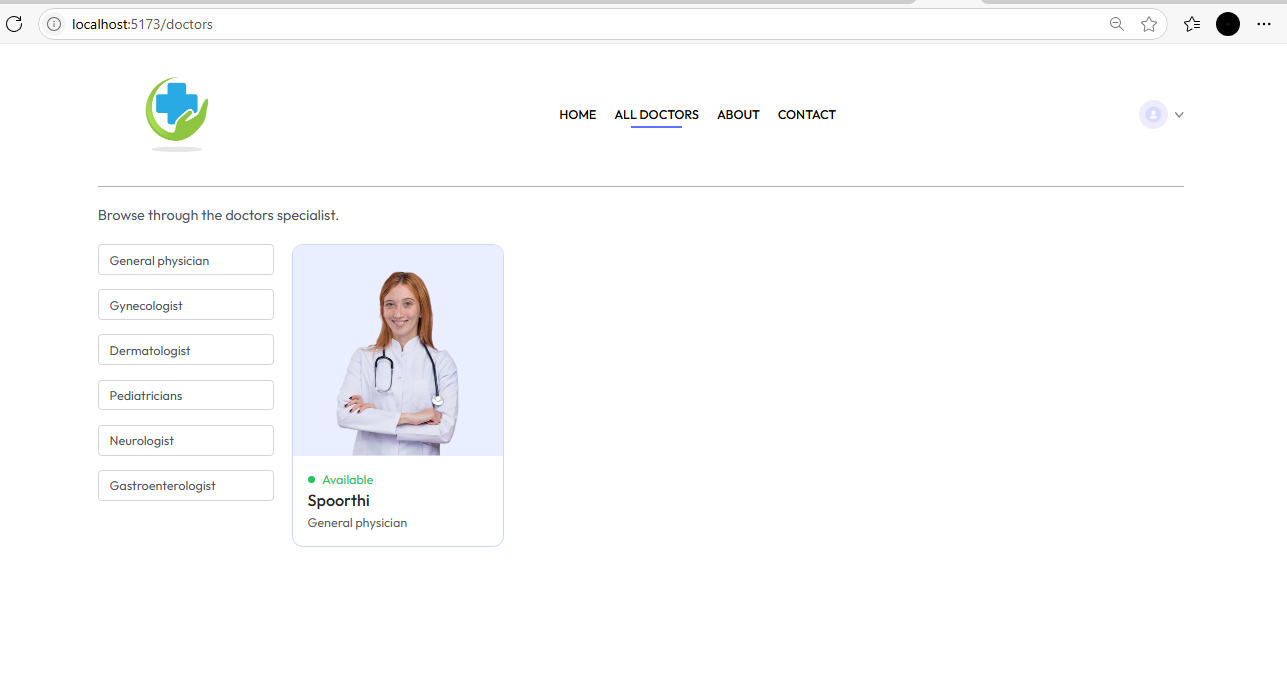 localhost:5173/doctors
HOME ALL DOCTORS ABOUT CONTACT
Browse through the doctors specialist.
General physician
Gynecologist
Dermatologist
Pediatricians
Neurologist
Gastroenterologist
Available
Spoorthi
General physician